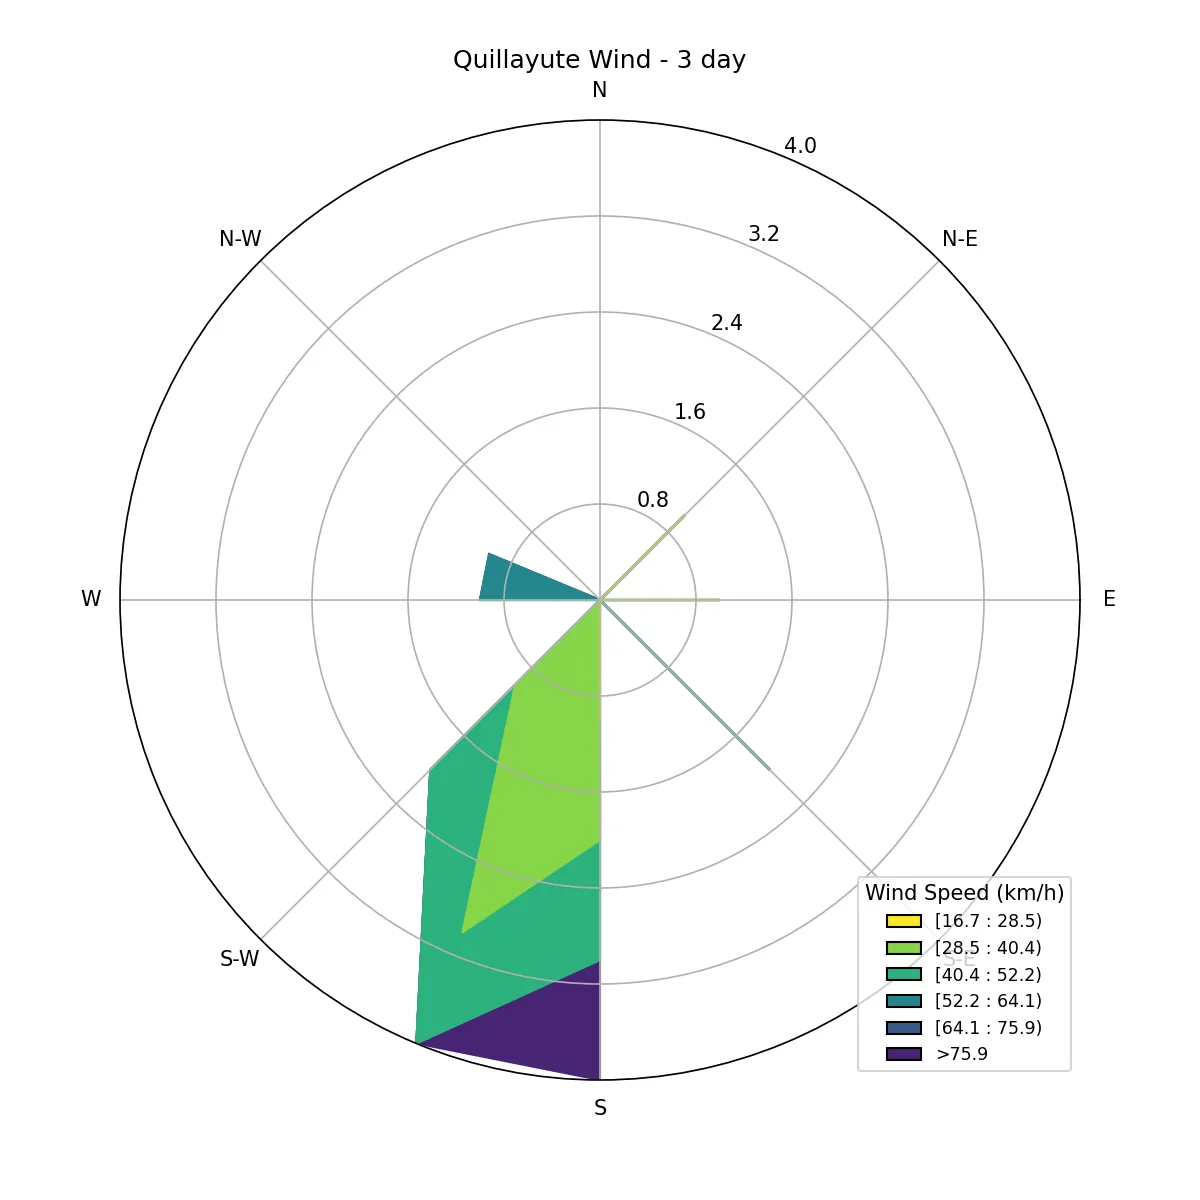 Quillayute Wind - 3 day
N
4.0
N-W
3.2
N-E
2.4
1.6
0.8
W
E
Wind Speed (km/h)
[16.7 : 28.5)
[28.5 : 40.4)
S-W
S-E
[40.4 : 52.2)
[52.2 : 64.1)
[64.1 : 75.9)
>75.9
S